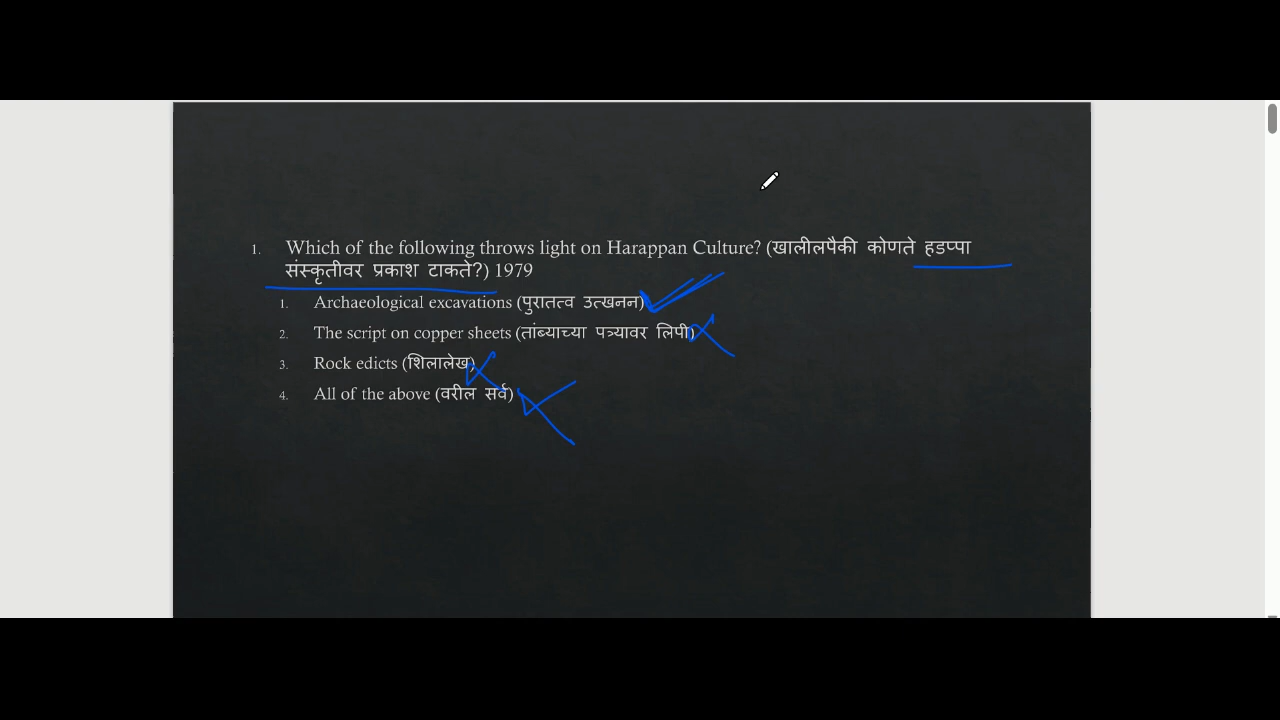 1. Which of the following throws light on Harappan Culture? (खालीलपैकी कोणते हडप्पा
संस्कृतीवर प्रकाश टाकते?) 1979
1. Archaeological excavations (पुरातत्व उत्खनन)
2. The script on copper sheets (तांब्याच्या पत्र्यावर लिपी)
3. Rock edicts (शिलालेख)
4. All of the above (वरील सर्व)